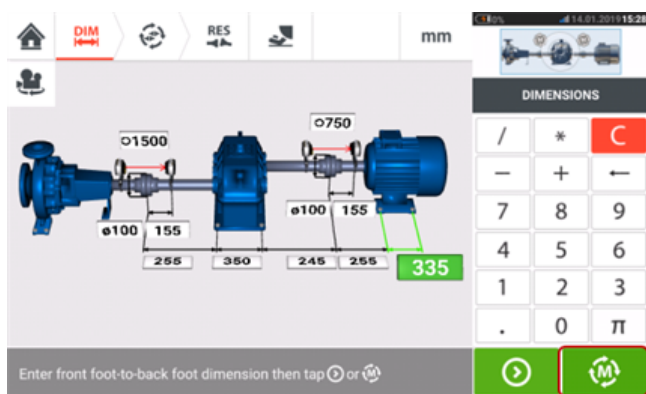 0%
14.01.2019 15:28
DIM
RES
mm
DIMENSIONS
1500
750
ø100 155
ø100 155
255 350 245 255 335
/ * C
— + ←
7 8 9
4 5 6
1 2 3
. 0 π
Enter front foot-to-back foot dimension then tap or M
M